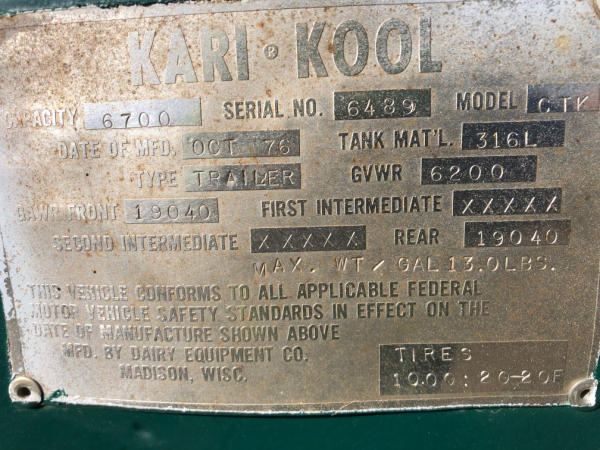 KARI ® KOOL
CAPACITY 6700 SERIAL NO. 6489 MODEL CTK
DATE OF MFD. OCT 76 TANK MAT'L. 316L
TYPE TRAILER GVWR 6200
GAWR FRONT 19040 FIRST INTERMEDIATE XXXXX
SECOND INTERMEDIATE XXXXX REAR 19040
MAX. WT/GAL 13.0LBS.
THIS VEHICLE CONFORMS TO ALL APPLICABLE FEDERAL
MOTOR VEHICLE SAFETY STANDARDS IN EFFECT ON THE
DATE OF MANUFACTURE SHOWN ABOVE
MFD. BY DAIRY EQUIPMENT CO.
MADISON, WISC.
TIRES
1000:20-20F